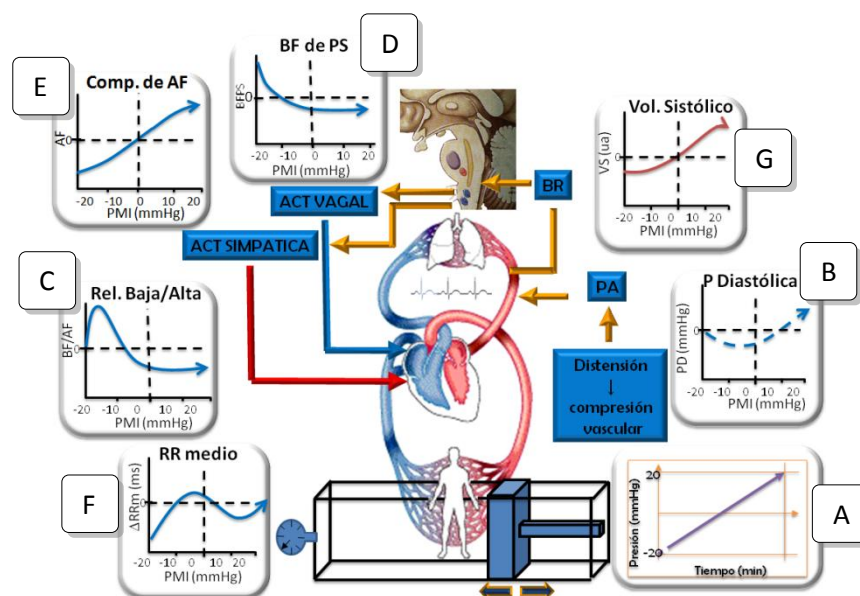 D
BF de PS
BFPS
0
-20 -10 0 10 20
PMI (mmHg)
E
Comp. de AF
AF
0
-20 -10 0 10 20
PMI (mmHg)
Vol. Sistólico
VS (ua)
0
-20 -10 0 10 20
PMI (mmHg)
G
ACT VAGAL
BR
ACT SIMPATICA
C
Rel. Baja/Alta
BF/AF
0
-20 -10 0 10 20
PMI (mmHg)
PA
B
P Diastólica
PD (mmHg)
0
-20 -10 0 10 20
PMI (mmHg)
Distensión
↓
compresión
vascular
F
RR medio
ΔRRm (ms)
0
-20 -10 0 10 20
PMI (mmHg)
A
Presión (mmHg)
20
0
-20
Tiempo (min)